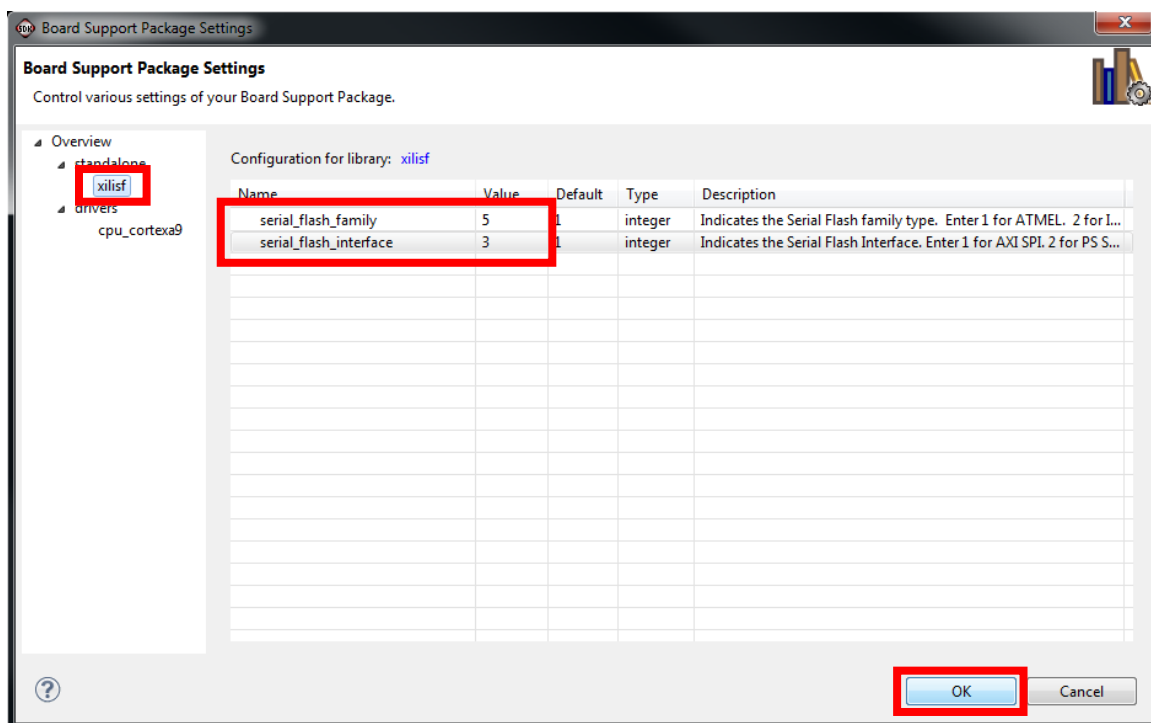 SDK Board Support Package Settings
Board Support Package Settings
Control various settings of your Board Support Package.
Overview
standalone
xilisf
drivers
cpu_cortexa9
Configuration for library: xilisf
Name Value Default Type Description
serial_flash_family 5 1 integer Indicates the Serial Flash family type. Enter 1 for ATMEL. 2 for I...
serial_flash_interface 3 1 integer Indicates the Serial Flash Interface. Enter 1 for AXI SPI. 2 for PS S...
OK Cancel